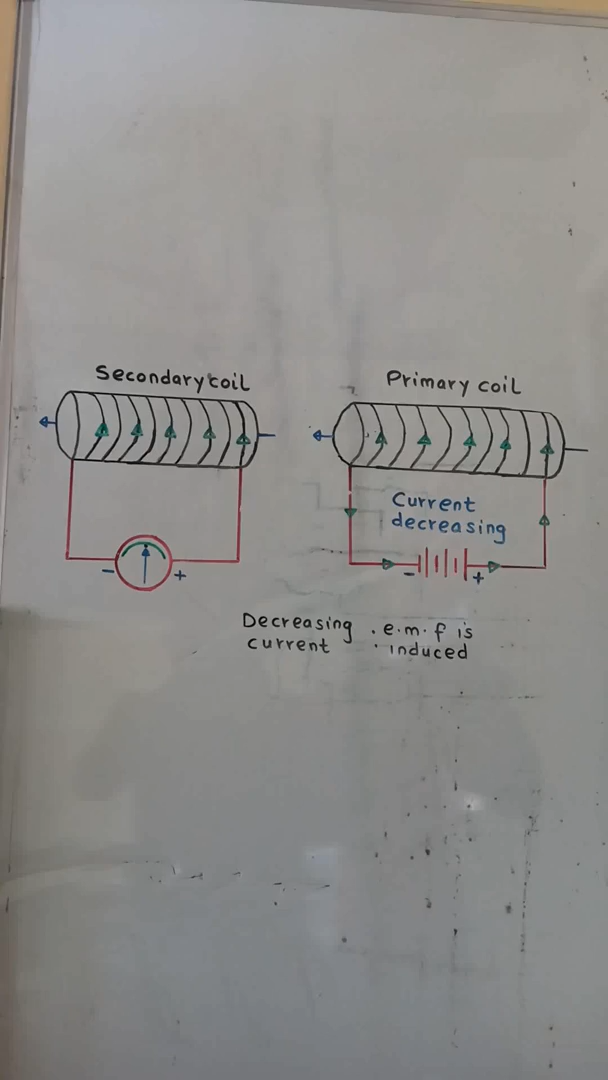 Secondary coil
Primary coil
Current
decreasing
- +
- +
Decreasing . e.m.f is
current . induced